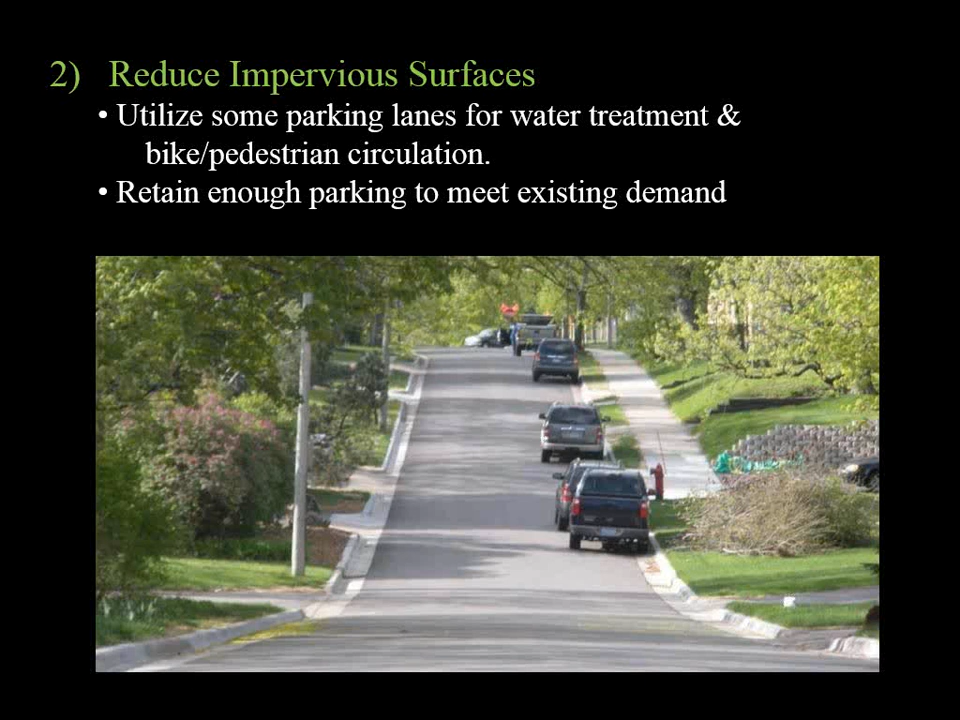 2) Reduce Impervious Surfaces
• Utilize some parking lanes for water treatment &
bike/pedestrian circulation.
• Retain enough parking to meet existing demand